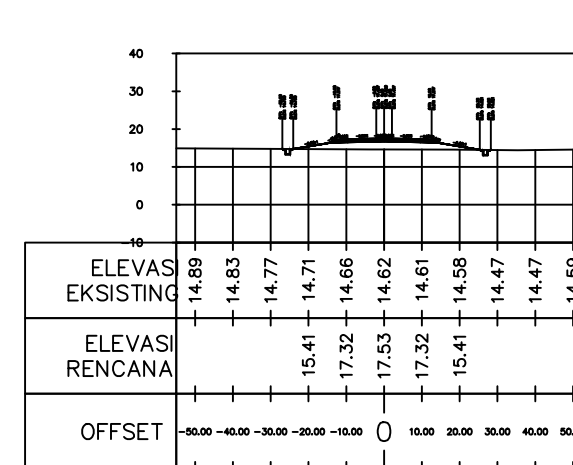 40
30
20
10
0
-10
ELEVASI
EKSISTING
14.89 14.83 14.77 14.71 14.66 14.62 14.61 14.58 14.47 14.47
ELEVASI
RENCANA
15.41 17.32 17.53 17.32 15.41
OFFSET -50.00 -40.00 -30.00 -20.00 -10.00 0 10.00 20.00 30.00 40.00